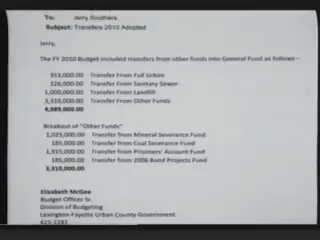 To: Jerry Smothers
Subject: Transfers 2010 Adopted
Jerry,
The FY 2010 Budget included transfers from other funds into General Fund as follows –
353,000.00 Transfer From Full Urban
326,000.00 Transfer From Sanitary Sewer
1,000,000.00 Transfer From Landfill
3,310,000.00 Transfer From Other Funds
4,989,000.00
Breakout of "Other Funds"
1,025,000.00 Transfer from Mineral Severance Fund
185,000.00 Transfer from Coal Severance Fund
1,915,000.00 Transfer from Prisoners' Account Fund
185,000.00 Transfer from 2006 Bond Projects Fund
3,310,000.00
Elizabeth McGee
Budget Officer Sr.
Division of Budgeting
Lexington-Fayette Urban County Government
425-2281